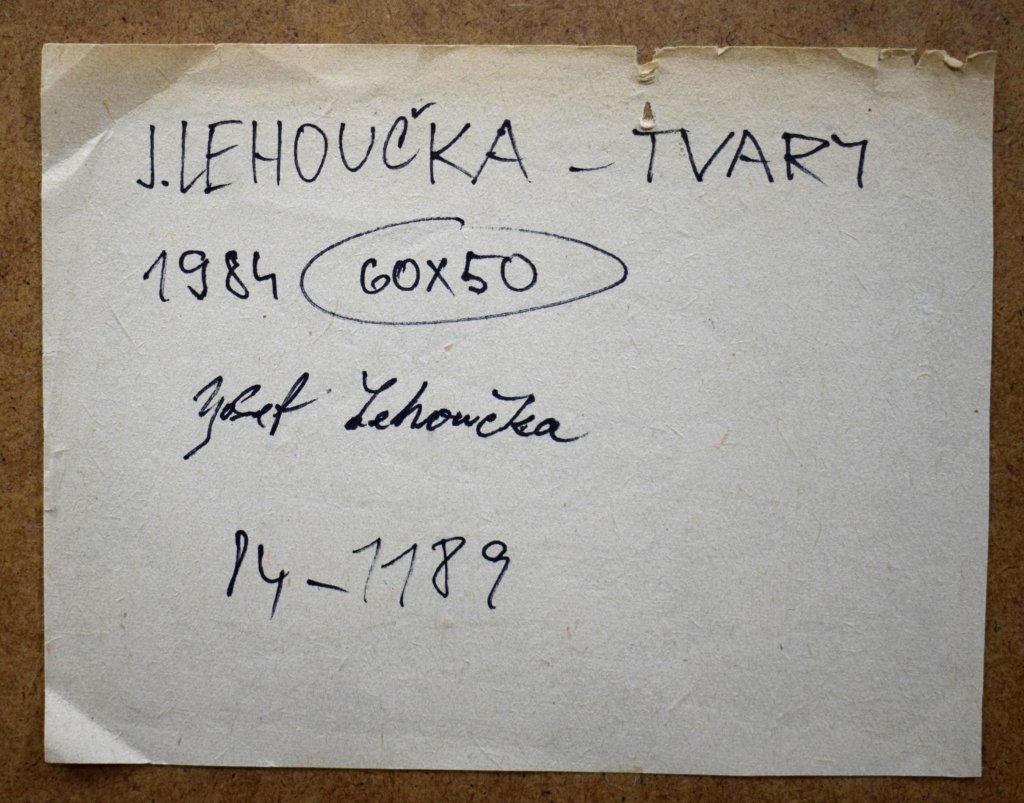 J. LEHOUČKA – TVARY
1984 60X50
Josef Lehoučka
14 – 1189